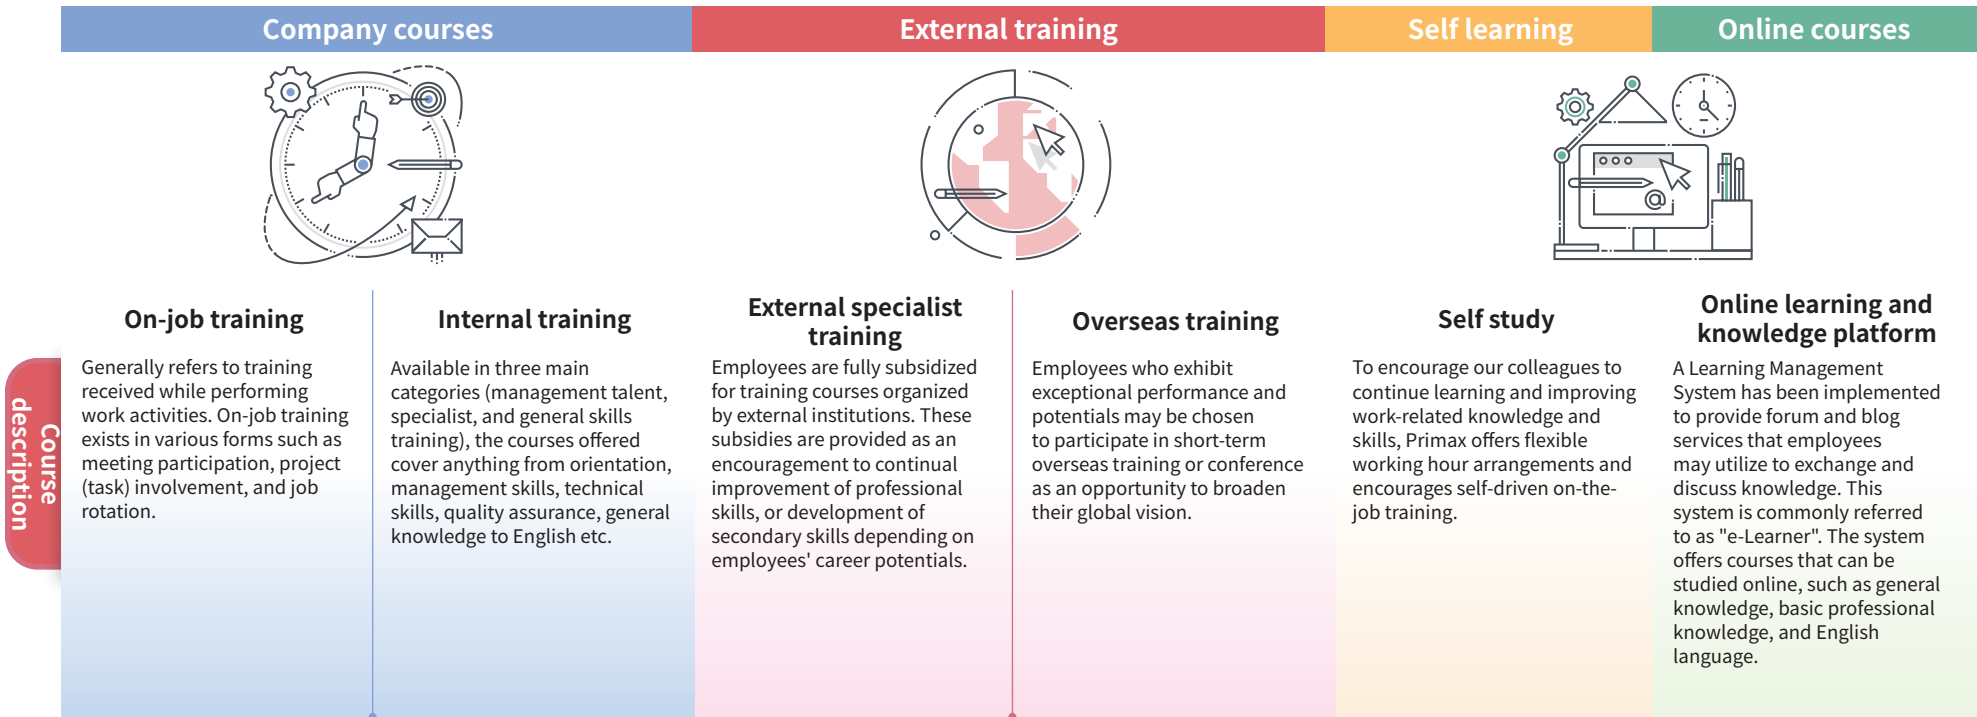 Company courses
External training
Self learning
Online courses
@
Course
description
On-job training
Generally refers to training
received while performing
work activities. On-job training
exists in various forms such as
meeting participation, project
(task) involvement, and job
rotation.
Internal training
Available in three main
categories (management talent,
specialist, and general skills
training), the courses offered
cover anything from orientation,
management skills, technical
skills, quality assurance, general
knowledge to English etc.
External specialist
training
Employees are fully subsidized
for training courses organized
by external institutions. These
subsidies are provided as an
encouragement to continual
improvement of professional
skills, or development of
secondary skills depending on
employees' career potentials.
Overseas training
Employees who exhibit
exceptional performance and
potentials may be chosen
to participate in short-term
overseas training or conference
as an opportunity to broaden
their global vision.
Self study
To encourage our colleagues to
continue learning and improving
work-related knowledge and
skills, Primax offers flexible
working hour arrangements and
encourages self-driven on-the-
job training.
Online learning and
knowledge platform
A Learning Management
System has been implemented
to provide forum and blog
services that employees
may utilize to exchange and
discuss knowledge. This
system is commonly referred
to as "e-Learner". The system
offers courses that can be
studied online, such as general
knowledge, basic professional
knowledge, and English
language.